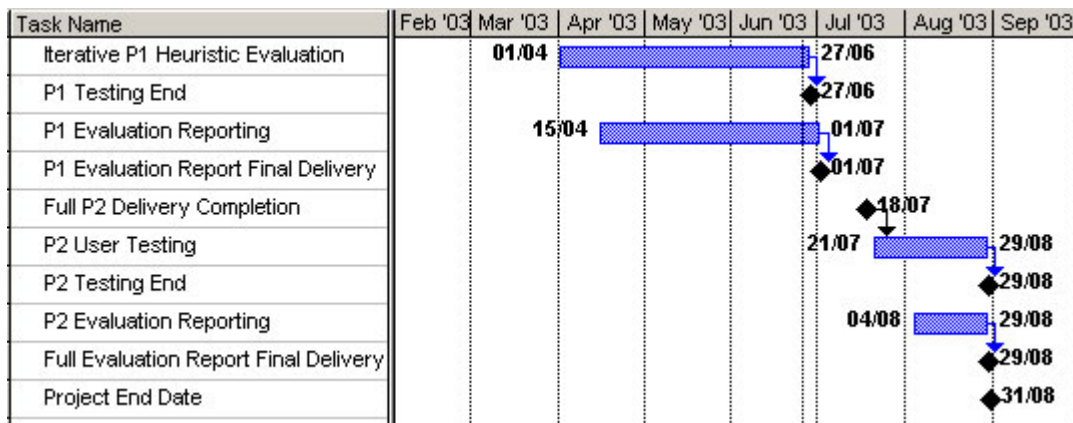 Task Name Feb '03 Mar '03 Apr '03 May '03 Jun '03 Jul '03 Aug '03 Sep '03
Iterative P1 Heuristic Evaluation 01/04 27/06
P1 Testing End 27/06
P1 Evaluation Reporting 15/04 01/07
P1 Evaluation Report Final Delivery 01/07
Full P2 Delivery Completion 18/07
P2 User Testing 21/07 29/08
P2 Testing End 29/08
P2 Evaluation Reporting 04/08 29/08
Full Evaluation Report Final Delivery 29/08
Project End Date 31/08